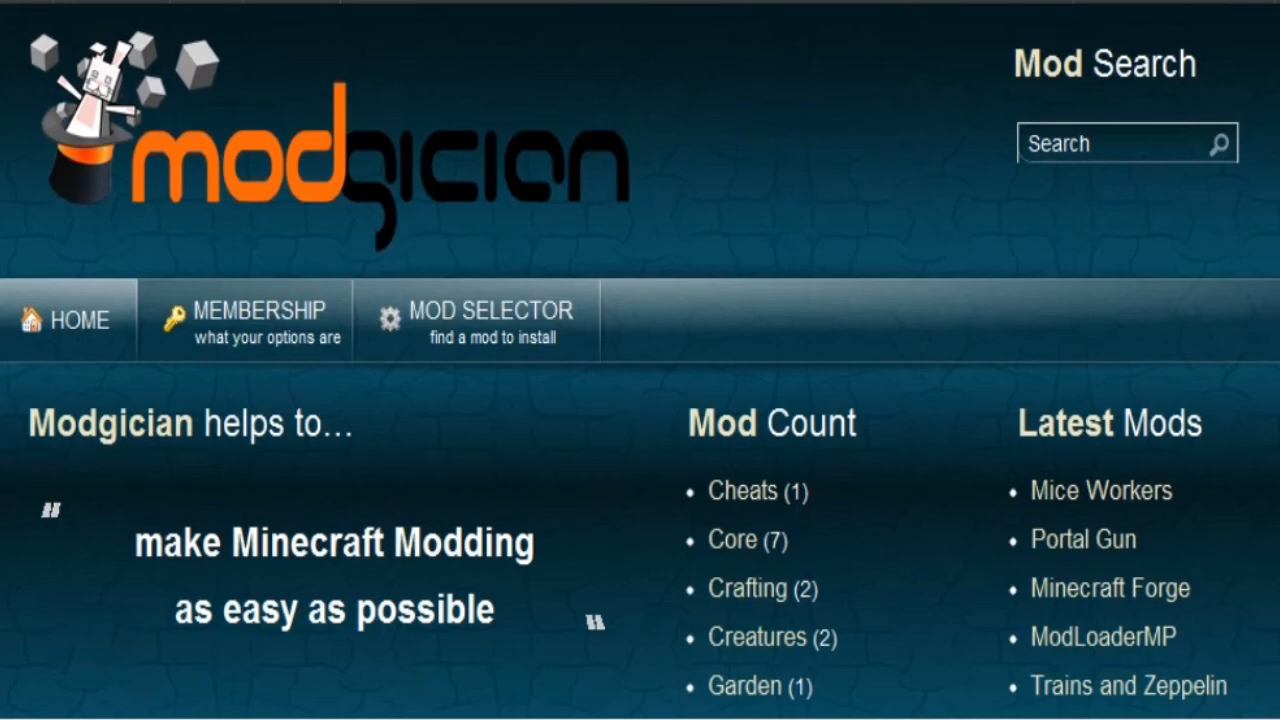 modgician
Mod Search
Search
HOME
MEMBERSHIP
what your options are
MOD SELECTOR
find a mod to install
Modgician helps to...
"
make Minecraft Modding
as easy as possible
"
Mod Count
Cheats (1)
Core (7)
Crafting (2)
Creatures (2)
Garden (1)
Latest Mods
Mice Workers
Portal Gun
Minecraft Forge
ModLoaderMP
Trains and Zeppelin